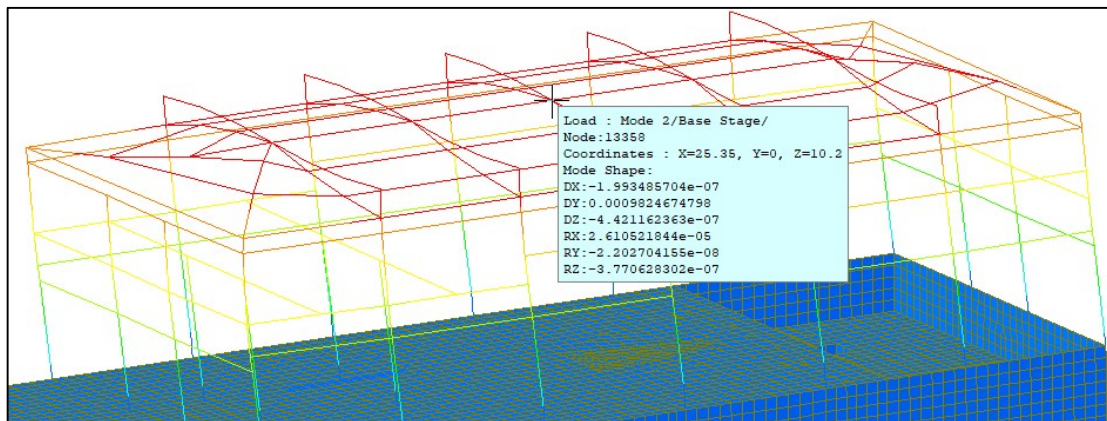 Load : Mode 2/Base Stage/
Node:13358
Coordinates : X=25.35, Y=0, Z=10.2
Mode Shape:
DX:-1.993485704e-07
DY:0.0009824674798
DZ:-4.421162363e-07
RX:2.610521844e-05
RY:-2.202704155e-08
RZ:-3.770628302e-07